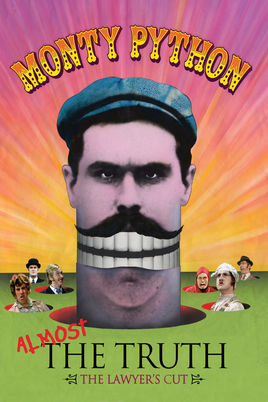 MONTY PYTHON
ALMOST
THE TRUTH
THE LAWYER'S CUT